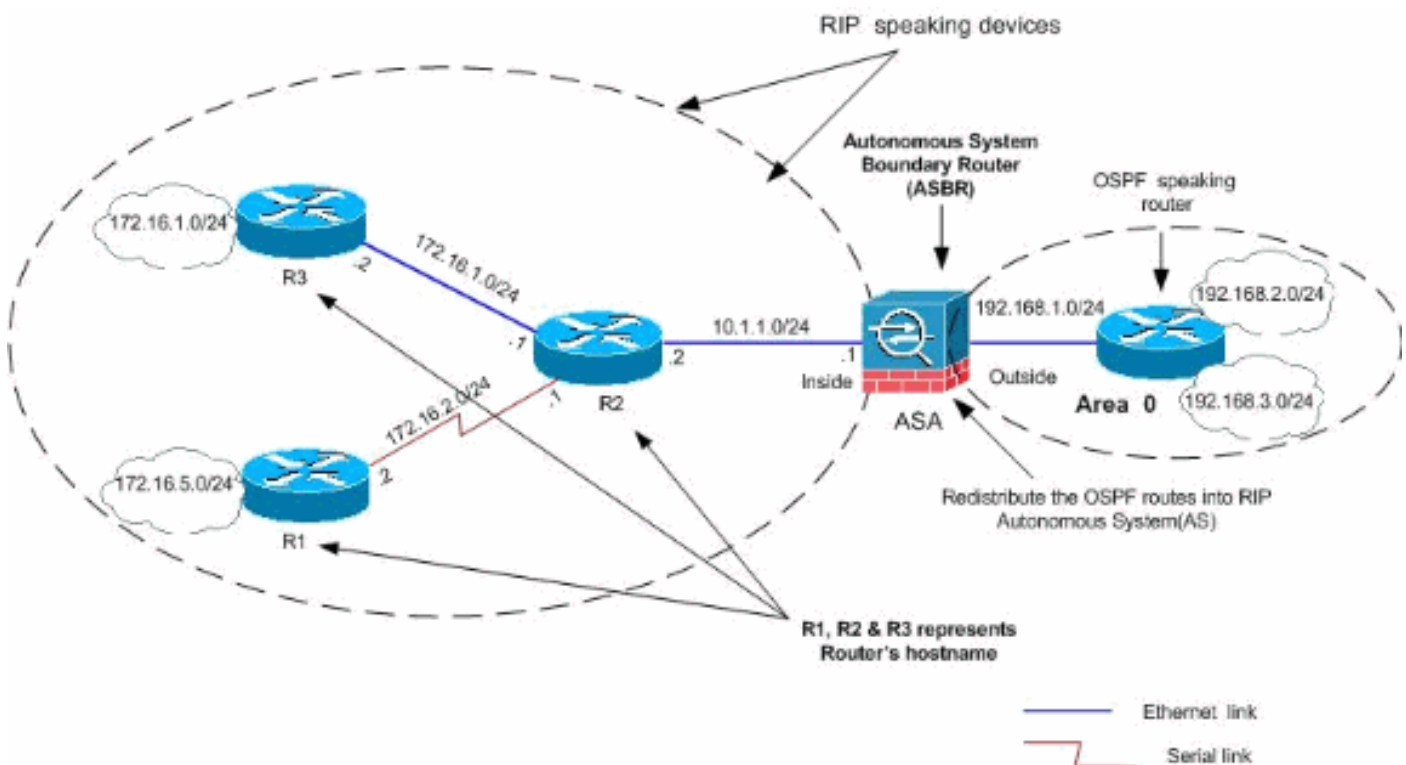 RIP speaking devices
Autonomous System
Boundary Router
(ASBR)
OSPF speaking
router
172.16.1.0/24
R3
.2
172.16.1.0/24
.1
R2
.2
10.1.1.0/24
.1
Inside
ASA
192.168.1.0/24
Outside
192.168.2.0/24
Area 0
192.168.3.0/24
172.16.2.0/24
.1
.2
172.16.5.0/24
R1
Redistribute the OSPF routes into RIP
Autonomous System(AS)
R1, R2 & R3 represents
Router's hostname
Ethernet link
Serial link